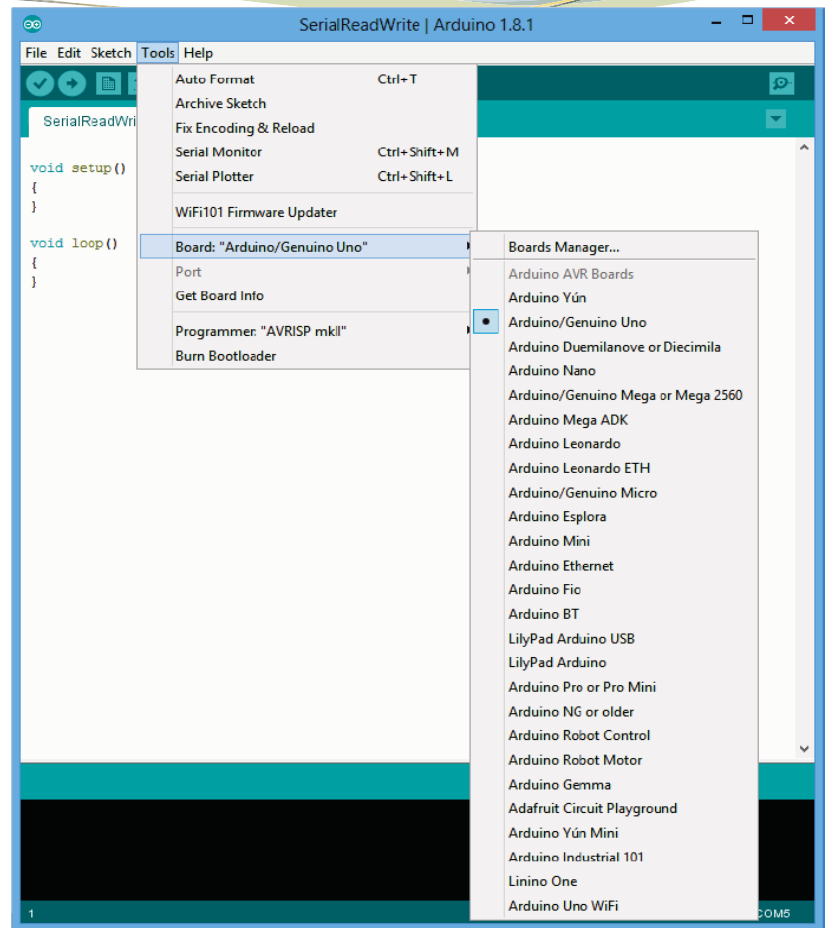 SerialReadWrite | Arduino 1.8.1
File Edit Sketch Tools Help
SerialReadWri
void setup()
{
}
void loop()
{
}
Auto Format Ctrl+T
Archive Sketch
Fix Encoding & Reload
Serial Monitor Ctrl+Shift+M
Serial Plotter Ctrl+Shift+L
WiFi101 Firmware Updater
Board: "Arduino/Genuino Uno"
Port
Get Board Info
Programmer: "AVRISP mkII"
Burn Bootloader
Boards Manager...
Arduino AVR Boards
Arduino Yún
Arduino/Genuino Uno
Arduino Duemilanove or Diecimila
Arduino Nano
Arduino/Genuino Mega or Mega 2560
Arduino Mega ADK
Arduino Leonardo
Arduino Leonardo ETH
Arduino/Genuino Micro
Arduino Esplora
Arduino Mini
Arduino Ethernet
Arduino Fio
Arduino BT
LilyPad Arduino USB
LilyPad Arduino
Arduino Pro or Pro Mini
Arduino NG or older
Arduino Robot Control
Arduino Robot Motor
Arduino Gemma
Adafruit Circuit Playground
Arduino Yún Mini
Arduino Industrial 101
Linino One
Arduino Uno WiFi
1 COM5